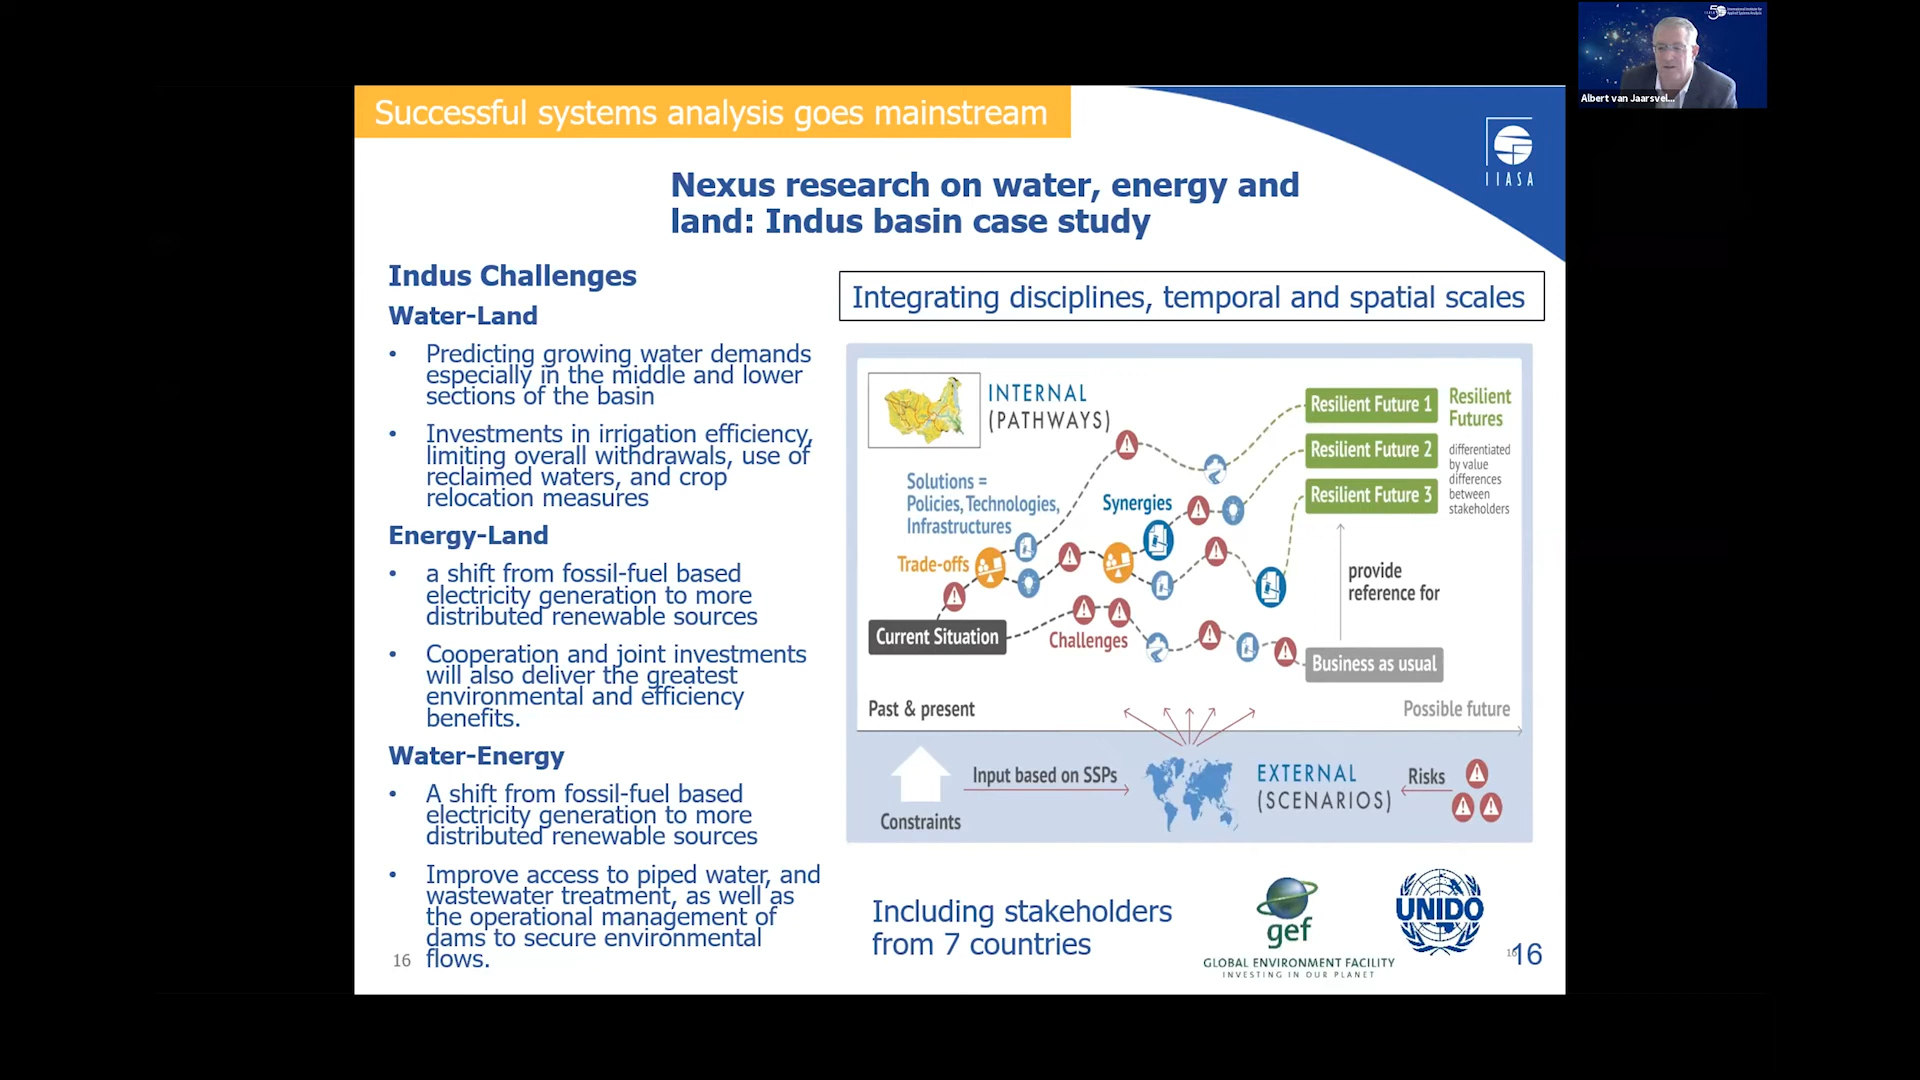 Successful systems analysis goes mainstream
IIASA
Albert van Jaarsvel...
Nexus research on water, energy and
land: Indus basin case study
Indus Challenges
Water-Land
• Predicting growing water demands
especially in the middle and lower
sections of the basin
• Investments in irrigation efficiency,
limiting overall withdrawals, use of
reclaimed waters, and crop
relocation measures
Energy-Land
• a shift from fossil-fuel based
electricity generation to more
distributed renewable sources
• Cooperation and joint investments
will also deliver the greatest
environmental and efficiency
benefits.
Water-Energy
• A shift from fossil-fuel based
electricity generation to more
distributed renewable sources
• Improve access to piped water, and
wastewater treatment, as well as
the operational management of
dams to secure environmental
flows.
16
Integrating disciplines, temporal and spatial scales
INTERNAL
(PATHWAYS)
Solutions =
Policies, Technologies,
Infrastructures
Trade-offs
Synergies
Current Situation
Challenges
Resilient Future 1
Resilient Future 2
Resilient Future 3
Resilient
Futures
differentiated
by value
differences
between
stakeholders
provide
reference for
Business as usual
Past & present
Possible future
Constraints
Input based on SSPs
EXTERNAL
(SCENARIOS)
Risks
Including stakeholders
from 7 countries
gef
GLOBAL ENVIRONMENT FACILITY
INVESTING IN OUR PLANET
UNIDO
16